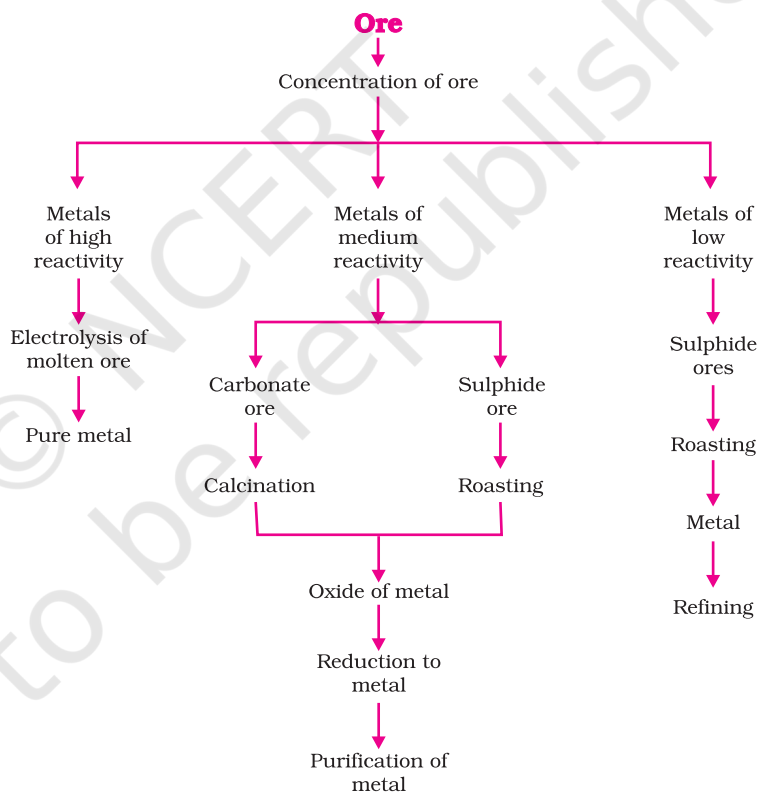 Ore
Concentration of ore
Metals
of high
reactivity
Electrolysis of
molten ore
Pure metal
Metals of
medium
reactivity
Carbonate
ore
Calcination
Sulphide
ore
Roasting
Oxide of metal
Reduction to
metal
Purification of
metal
Metals of
low
reactivity
Sulphide
ores
Roasting
Metal
Refining
© NCERT
to be republish